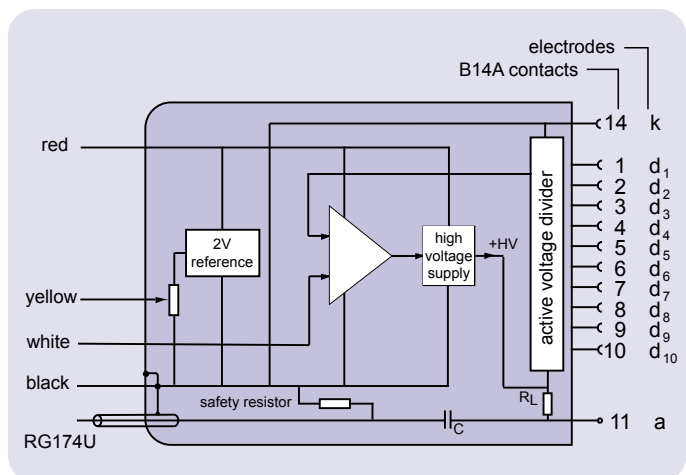 electrodes
B14A contacts
14 k
red
1 d1
2 d2
3 d3
4 d4
5 d5
6 d6
7 d7
8 d8
9 d9
10 d10
2V
reference
high
voltage
supply
+HV
active voltage divider
yellow
white
black
safety resistor
RL
C
11 a
RG174U